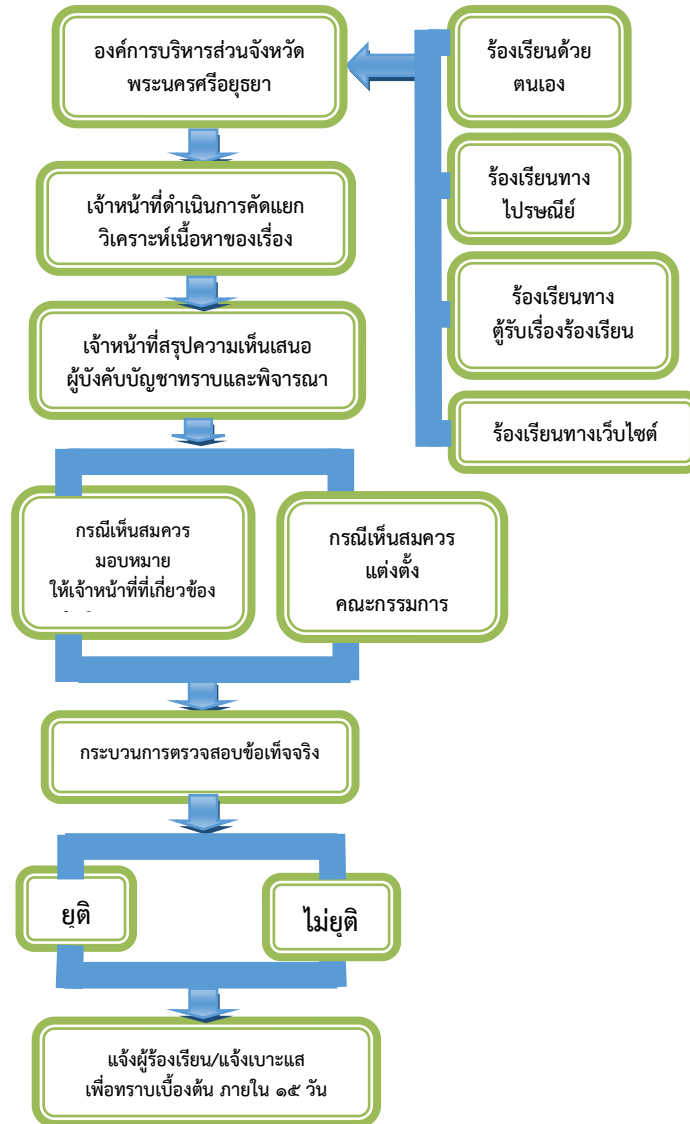 องค์การบริหารส่วนจังหวัด
พระนครศรีอยุธยา
ร้องเรียนด้วย
ตนเอง
ร้องเรียนทาง
ไปรษณีย์
ร้องเรียนทาง
ตู้รับเรื่องร้องเรียน
ร้องเรียนทางเว็บไซต์
เจ้าหน้าที่ดำเนินการคัดแยก
วิเคราะห์เนื้อหาของเรื่อง
เจ้าหน้าที่สรุปความเห็นเสนอ
ผู้บังคับบัญชาทราบและพิจารณา
กรณีเห็นสมควร
มอบหมาย
ให้เจ้าหน้าที่ที่เกี่ยวข้อง
กรณีเห็นสมควร
แต่งตั้ง
คณะกรรมการ
กระบวนการตรวจสอบข้อเท็จจริง
ยุติ
ไม่ยุติ
แจ้งผู้ร้องเรียน/แจ้งเบาะแส
เพื่อทราบเบื้องต้น ภายใน ๑๕ วัน